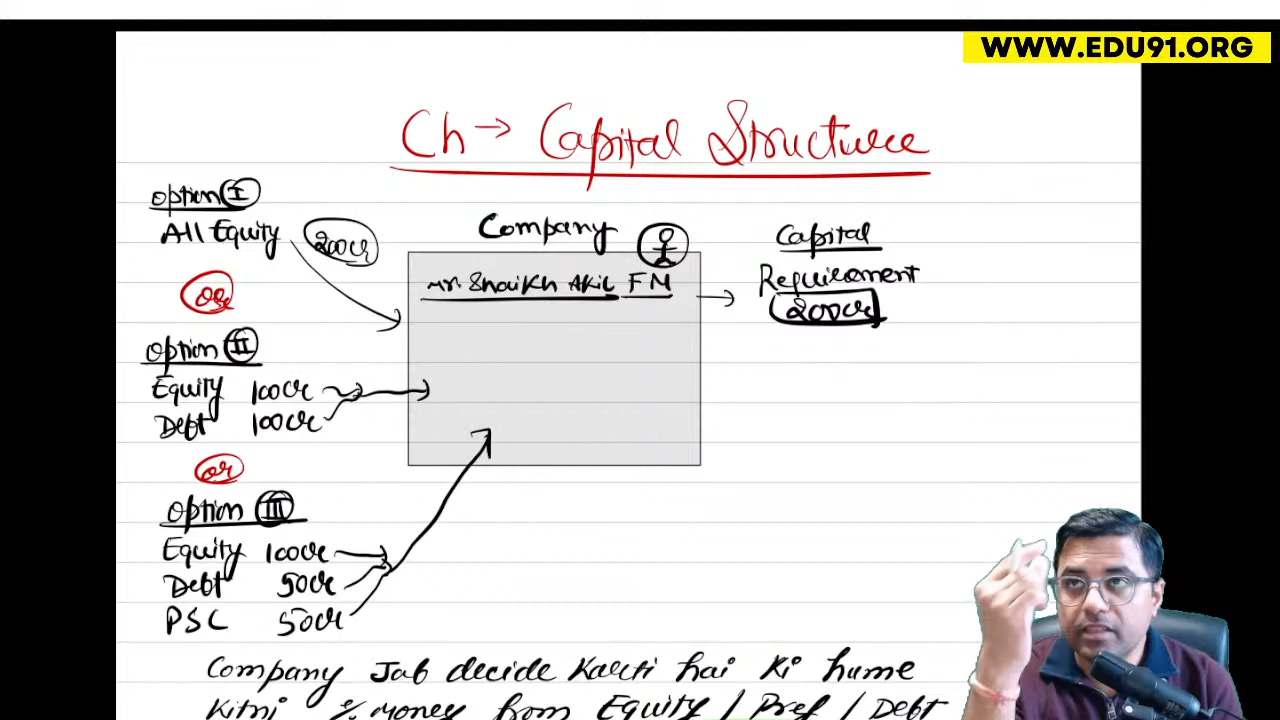 WWW.EDU91.ORG
Ch → Capital Structure
Option I
All Equity 200cr
or
Option II
Equity 100cr
Debt 100cr
or
Option III
Equity 100cr
Debt 50cr
PSC 50cr
Company
Mr. Shaikh Akil FM
Capital
Requirement
200cr
Company Jab decide Karti hai Ki hume
Kitni % money from Equity / Pref / Debt